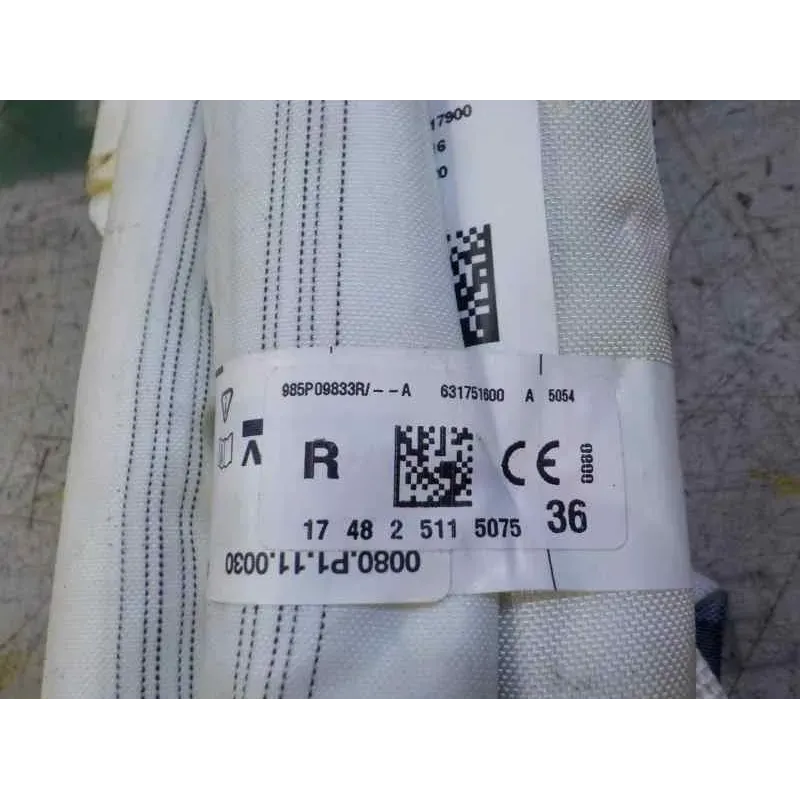 17900
985P09833R/--A 631751600 A 5054
R CE 0080
17 48 2 511 5075 36
0080.P1.11.0030